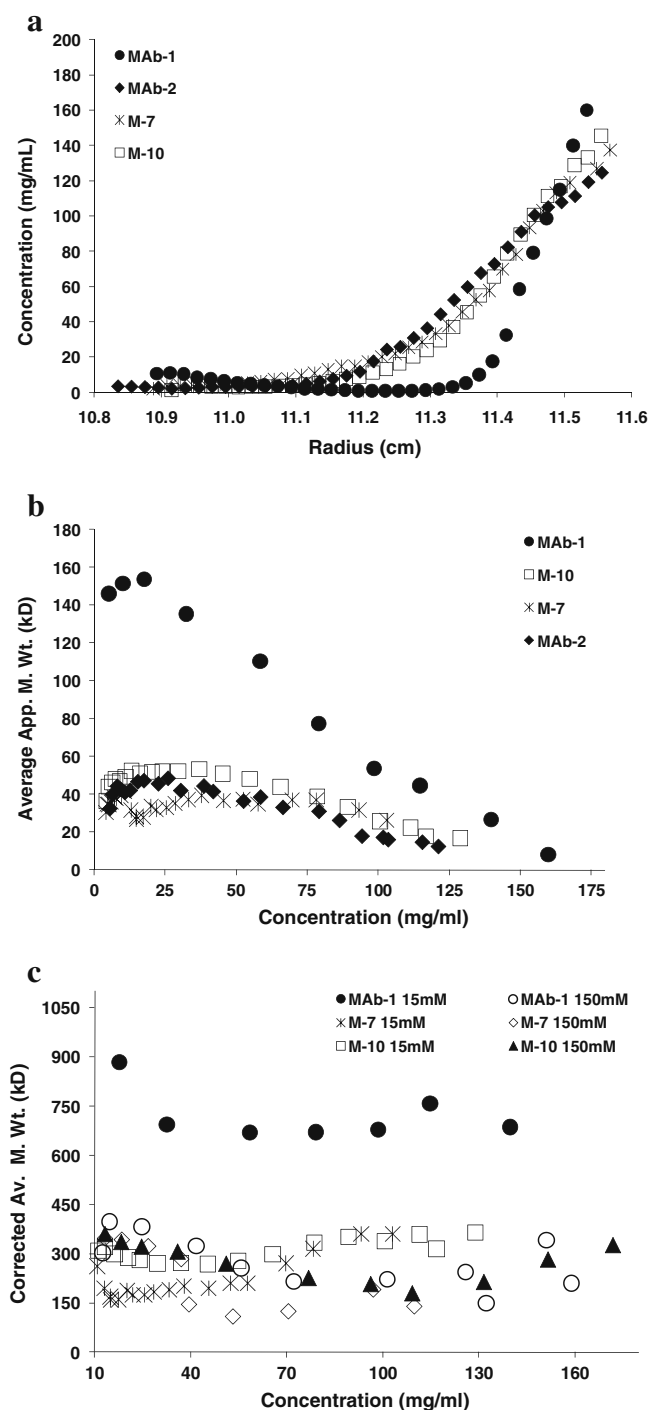 a
200
180
160
140
120
100
80
60
40
20
0
Concentration (mg/mL)
MAb-1
MAb-2
M-7
M-10
10.8 10.9 11.0 11.1 11.2 11.3 11.4 11.5 11.6
Radius (cm)
b
180
160
140
120
100
80
60
40
20
0
Average App. M. Wt. (kD)
MAb-1
M-10
M-7
MAb-2
0 25 50 75 100 125 150 175
Concentration (mg/ml)
c
1050
900
750
600
450
300
150
0
Corrected Av. M. Wt. (kD)
MAb-1 15mM MAb-1 150mM
M-7 15mM M-7 150mM
M-10 15mM M-10 150mM
10 40 70 100 130 160
Concentration (mg/ml)